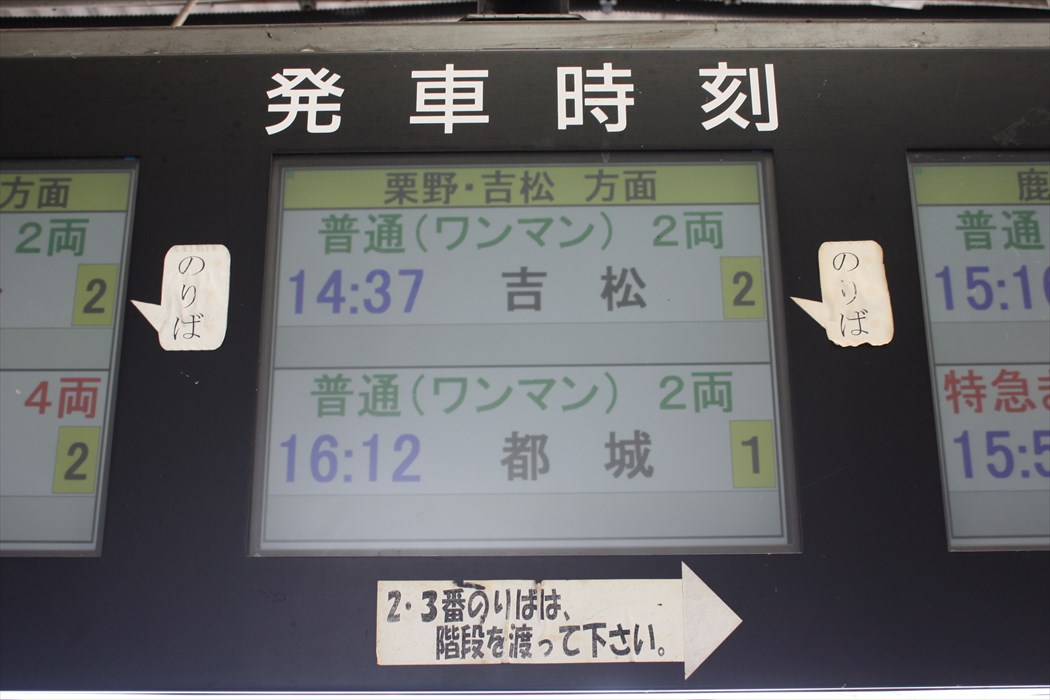 発車時刻
方面
2両
2
4両
2
のりば
栗野・吉松 方面
普通(ワンマン) 2両
14:37 吉松 2
普通(ワンマン) 2両
16:12 都城 1
のりば
鹿
普通
15:10
特急き
15:5
2・3番のりばは、
階段を渡って下さい。